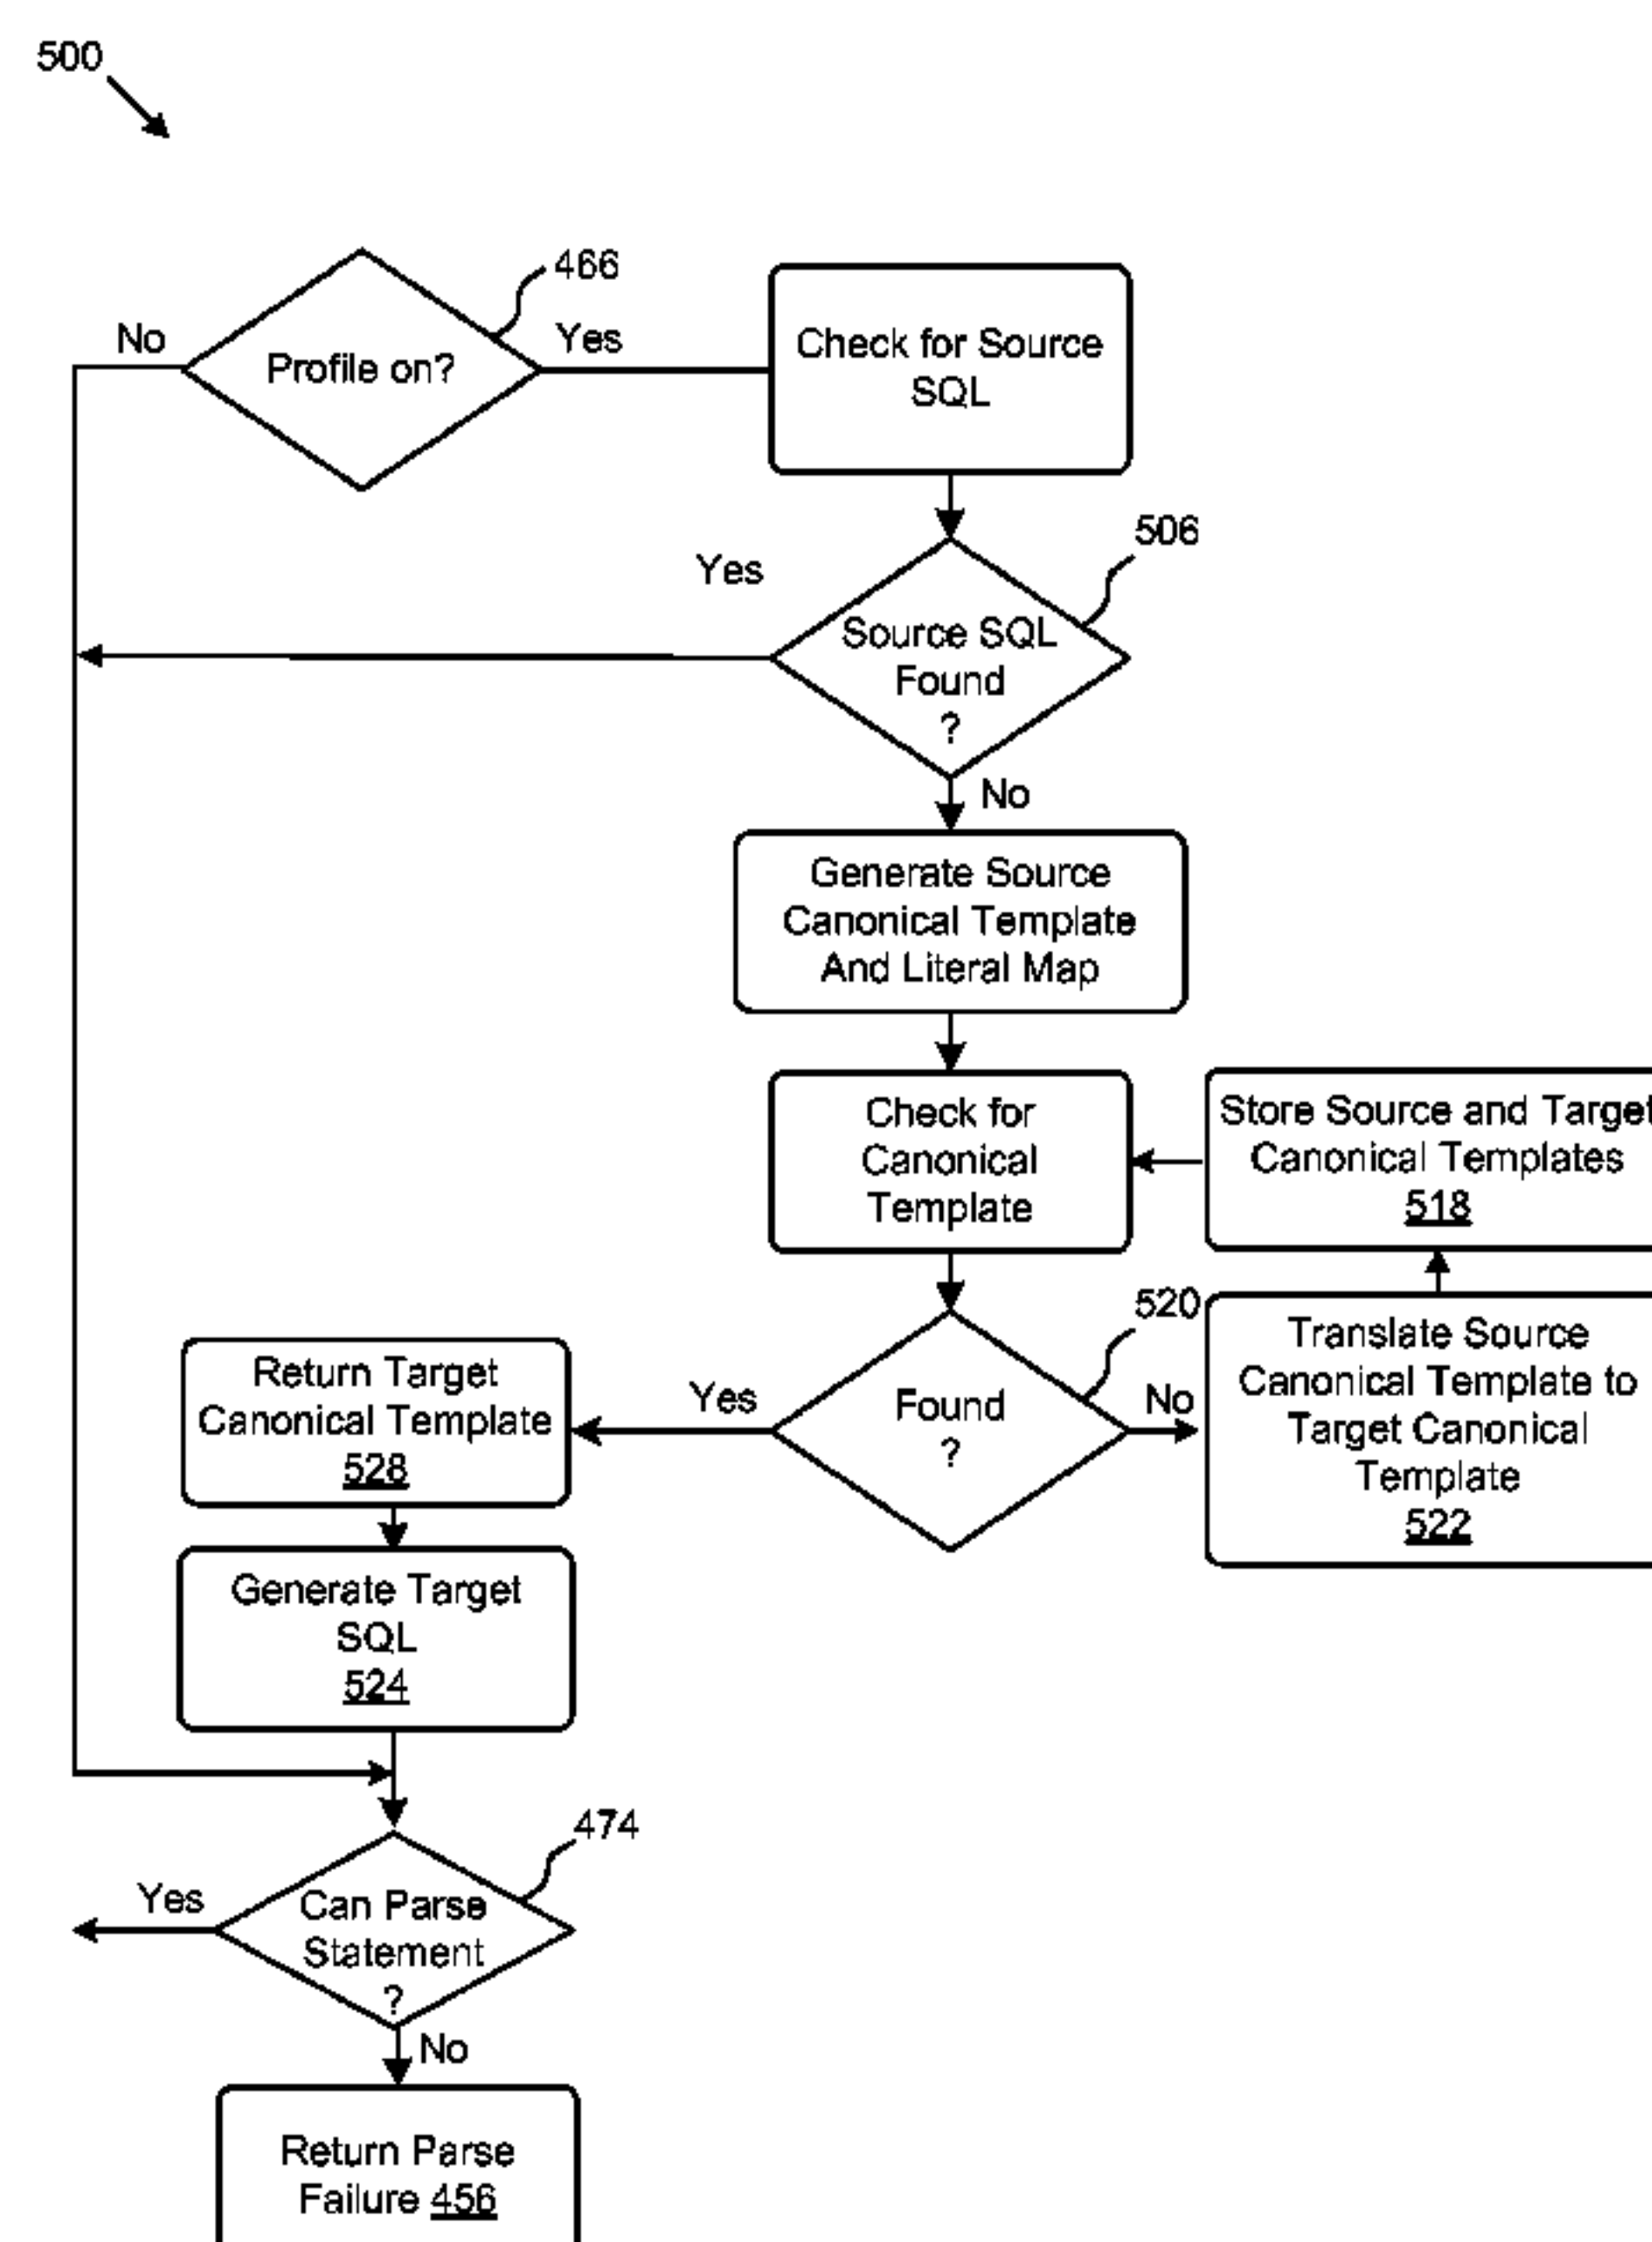 500
466
No
Yes
Profile on?
Check for Source
SQL
506
Yes
Source SQL
Found
?
No
Generate Source
Canonical Template
And Literal Map
Check for
Canonical
Template
Store Source and Target
Canonical Templates
518
520
Translate Source
Canonical Template to
Target Canonical
Template
522
Found
?
Yes
No
Return Target
Canonical Template
528
Generate Target
SQL
524
474
Yes
Can Parse
Statement
?
No
Return Parse
Failure 456